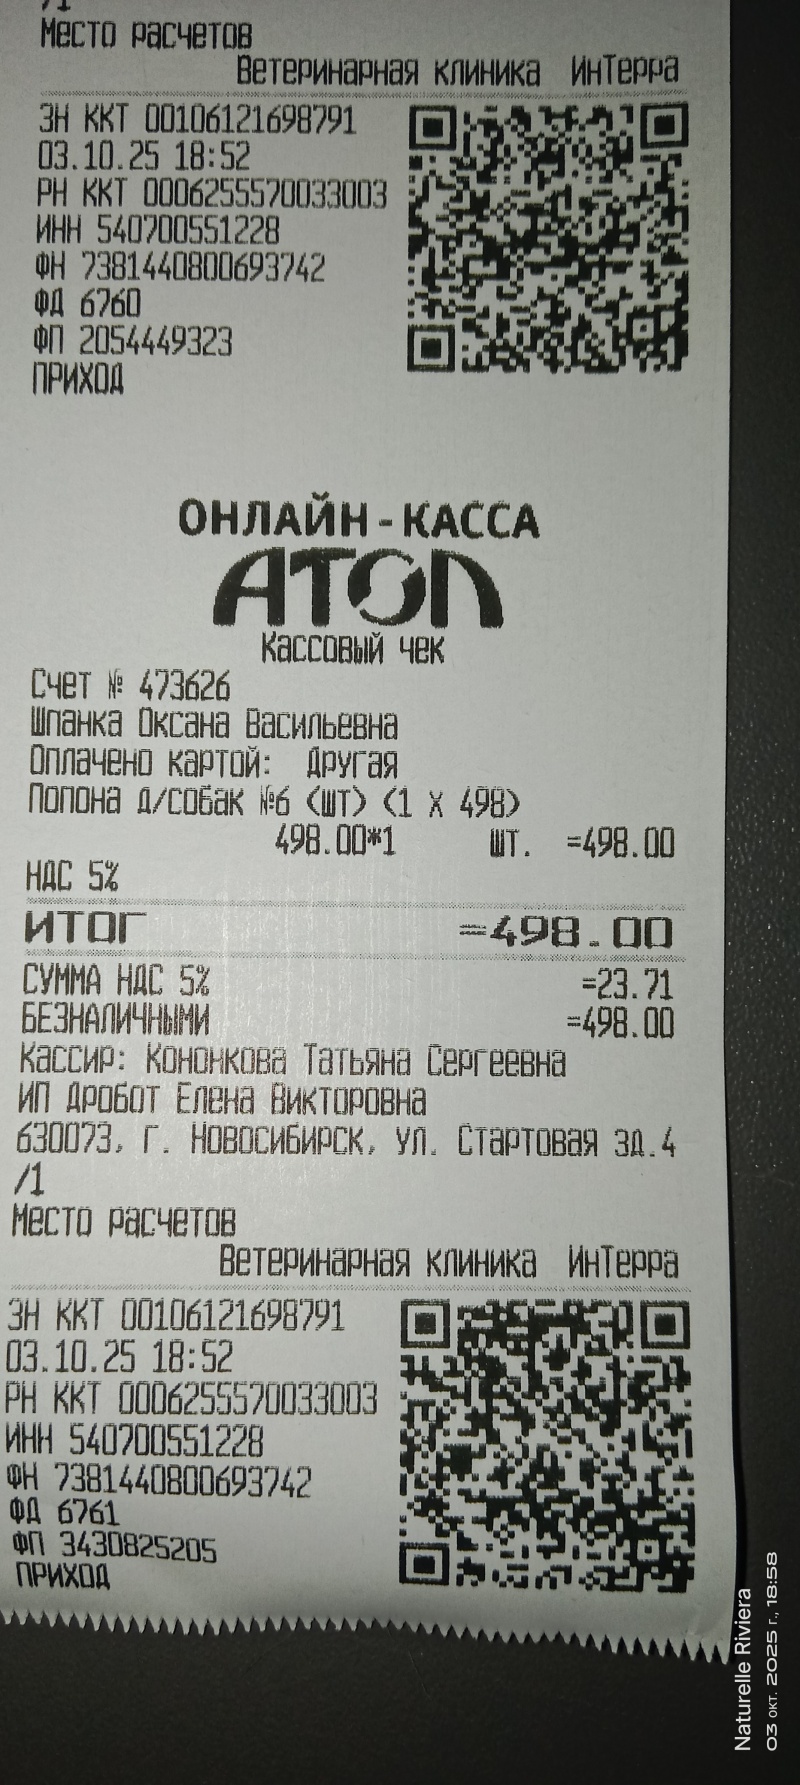 /1
Место расчетов
Ветеринарная клиника ИнТерра
ЗН ККТ 00106121698791
03.10.25 18:52
РН ККТ 0006255570033003
ИНН 540700551228
ФН 7381440800693742
ФД 6760
ФП 2054449323
ПРИХОД
ОНЛАЙН-КАССА
АТОЛ
Кассовый чек
Счет № 473626
Шпанка Оксана Васильевна
Оплачено картой: Другая
Попона д/собак №6 (шт) (1 X 498)
498.00*1 шт. =498.00
НДС 5%
ИТОГ =498.00
СУММА НДС 5% =23.71
БЕЗНАЛИЧНЫМИ =498.00
Кассир: Кононкова Татьяна Сергеевна
ИП Дробот Елена Викторовна
630073, г. Новосибирск, ул. Стартовая зд.4
/1
Место расчетов
Ветеринарная клиника ИнТерра
ЗН ККТ 00106121698791
03.10.25 18:52
РН ККТ 0006255570033003
ИНН 540700551228
ФН 7381440800693742
ФД 6761
ФП 3430825205
ПРИХОД
Naturelle Riviera
03 окт. 2025 г., 18:58